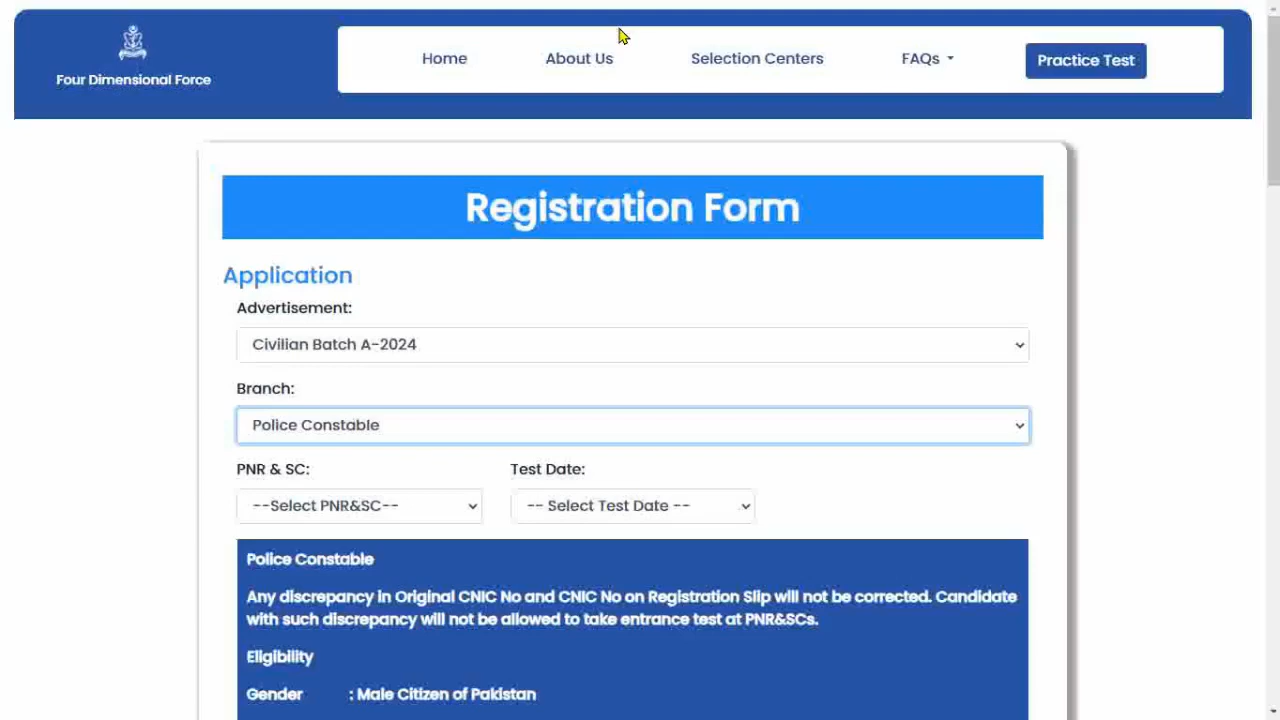 Four Dimensional Force
Home
About Us
Selection Centers
FAQs
Practice Test
Registration Form
Application
Advertisement:
Civilian Batch A-2024
Branch:
Police Constable
PNR & SC:
Test Date:
--Select PNR&SC--
-- Select Test Date --
Police Constable
Any discrepancy in Original CNIC No and CNIC No on Registration Slip will not be corrected. Candidate
with such discrepancy will not be allowed to take entrance test at PNR&SCs.
Eligibility
Gender : Male Citizen of Pakistan